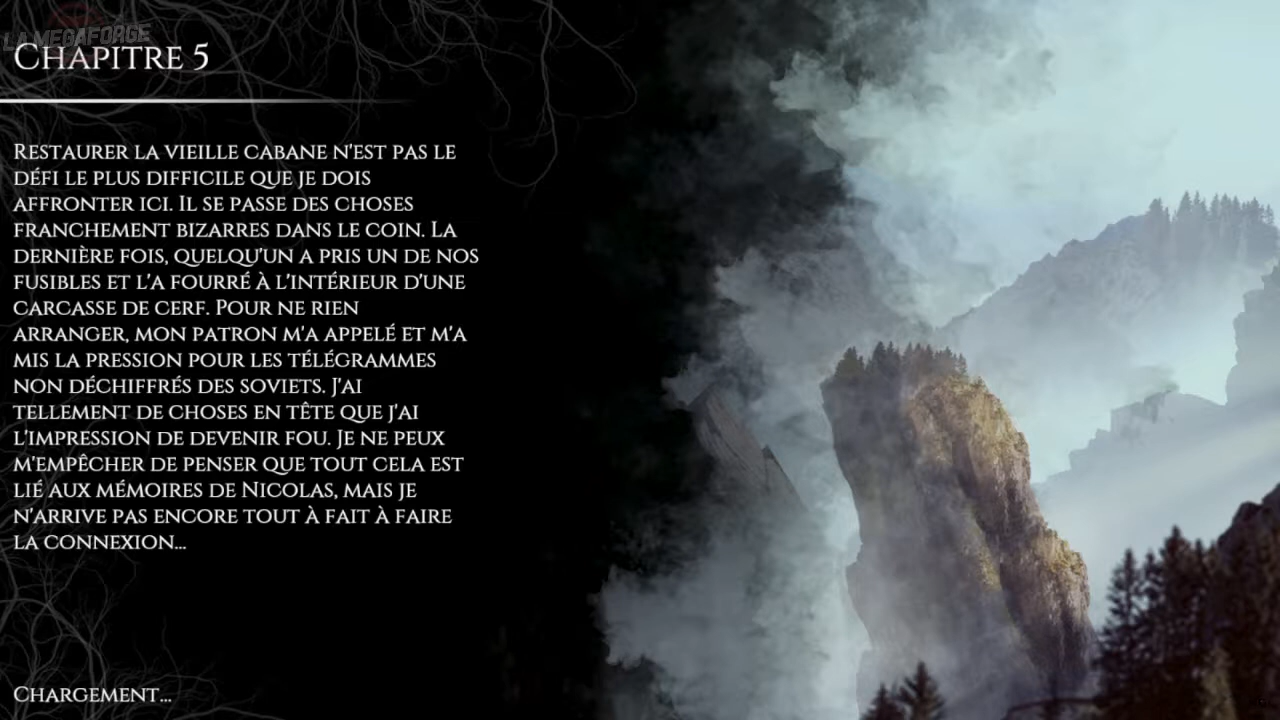 LA MEGAFORGE
Chapitre 5
Restaurer la vieille cabane n'est pas le
défi le plus difficile que je dois
affronter ici. Il se passe des choses
franchement bizarres dans le coin. La
dernière fois, quelqu'un a pris un de nos
fusibles et l'a fourré à l'intérieur d'une
carcasse de cerf. Pour ne rien
arranger, mon patron m'a appelé et m'a
mis la pression pour les télégrammes
non déchiffrés des soviets. J'ai
tellement de choses en tête que j'ai
l'impression de devenir fou. Je ne peux
m'empêcher de penser que tout cela est
lié aux mémoires de Nicolas, mais je
n'arrive pas encore tout à fait à faire
la connexion...
Chargement...